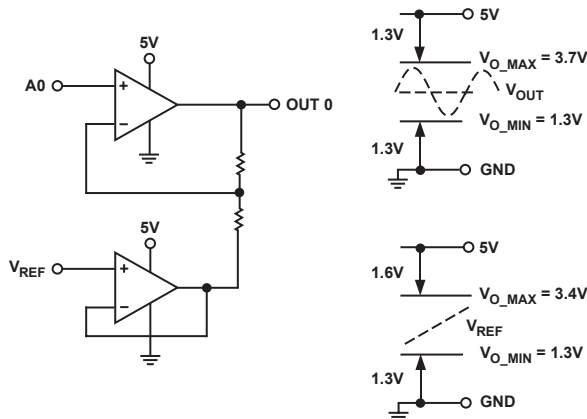 5V
A0
+
−
OUT 0
5V
VREF
+
−
5V
1.3V
VO_MAX = 3.7V
VOUT
VO_MIN = 1.3V
1.3V
GND
5V
1.6V
VO_MAX = 3.4V
VREF
VO_MIN = 1.3V
1.3V
GND